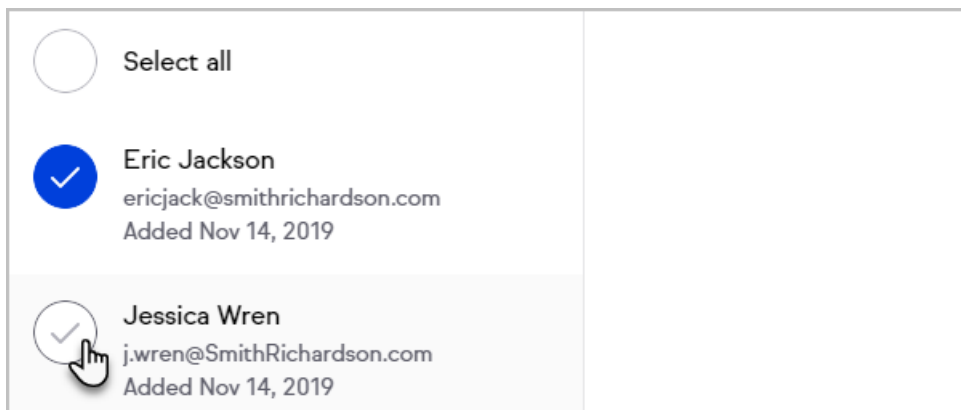 Select all
Eric Jackson
ericjack@smithrichardson.com
Added Nov 14, 2019
Jessica Wren
j.wren@SmithRichardson.com
Added Nov 14, 2019